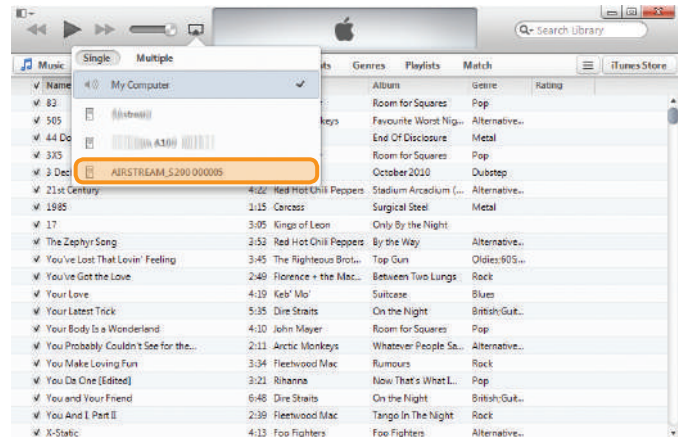 Search Library
Music
Single Multiple
Genres Playlists Match iTunes Store
Name Album Genre Rating
My Computer
83 Room for Squares Pop
505 Favourite Worst Nig... Alternative...
44 Do End Of Disclosure Metal
3X5 Room for Squares Pop
AIRSTREAM_S200 000005
3 Dec October 2010 Dubstep
21st Century 4:22 Red Hot Chili Peppers Stadium Arcadium (... Alternative...
1985 1:15 Carcass Surgical Steel Metal
17 3:05 Kings of Leon Only By the Night
The Zephyr Song 3:53 Red Hot Chili Peppers By the Way Alternative...
You've Lost That Lovin' Feeling 3:45 The Righteous Brot... Top Gun Oldies;60S...
You've Got the Love 2:49 Florence + the Mac... Between Two Lungs Rock
Your Love 4:19 Keb' Mo' Suitcase Blues
Your Latest Trick 5:35 Dire Straits On the Night British;Guit...
Your Body Is a Wonderland 4:10 John Mayer Room for Squares Pop
You Probably Couldn't See for the... 2:11 Arctic Monkeys Whatever People Sa... Alternative...
You Make Loving Fun 3:34 Fleetwood Mac Rumours Rock
You Da One [Edited] 3:21 Rihanna Now That's What I... Pop
You and Your Friend 6:48 Dire Straits On the Night British;Guit...
You And I, Part II 2:39 Fleetwood Mac Tango In The Night Rock
X-Static 4:13 Foo Fighters Foo Fighters Alternative...